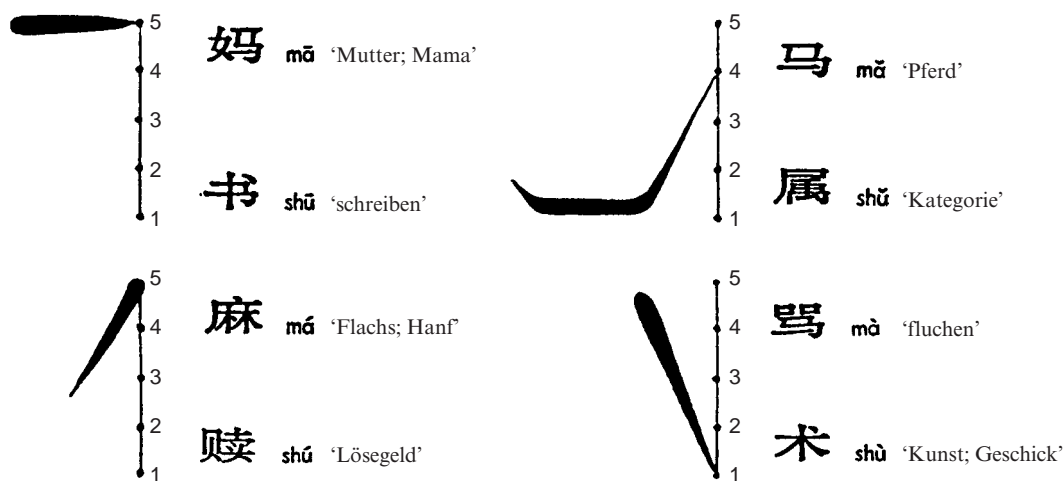 5
妈 mā ‘Mutter; Mama’
4
3
2
书 shū ‘schreiben’
1
5
马 mǎ ‘Pferd’
4
3
2
属 shǔ ‘Kategorie’
1
5
麻 má ‘Flachs; Hanf’
4
3
2
赎 shú ‘Lösegeld’
1
5
骂 mà ‘fluchen’
4
3
2
术 shù ‘Kunst; Geschick’
1